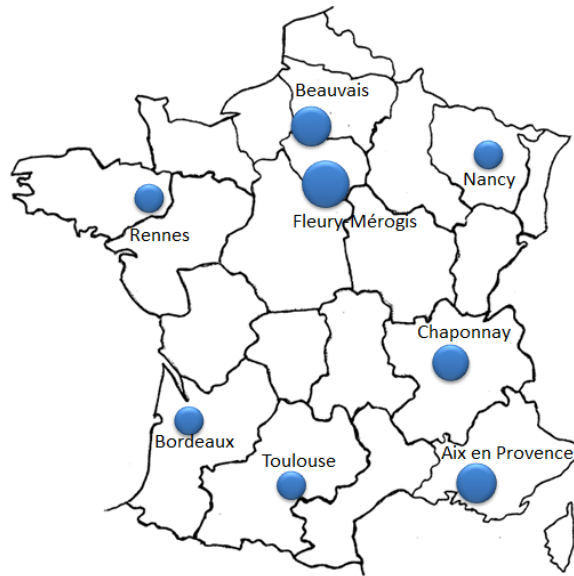 Beauvais
Nancy
Fleury-Mérogis
Rennes
Chaponnay
Bordeaux
Toulouse
Aix en Provence